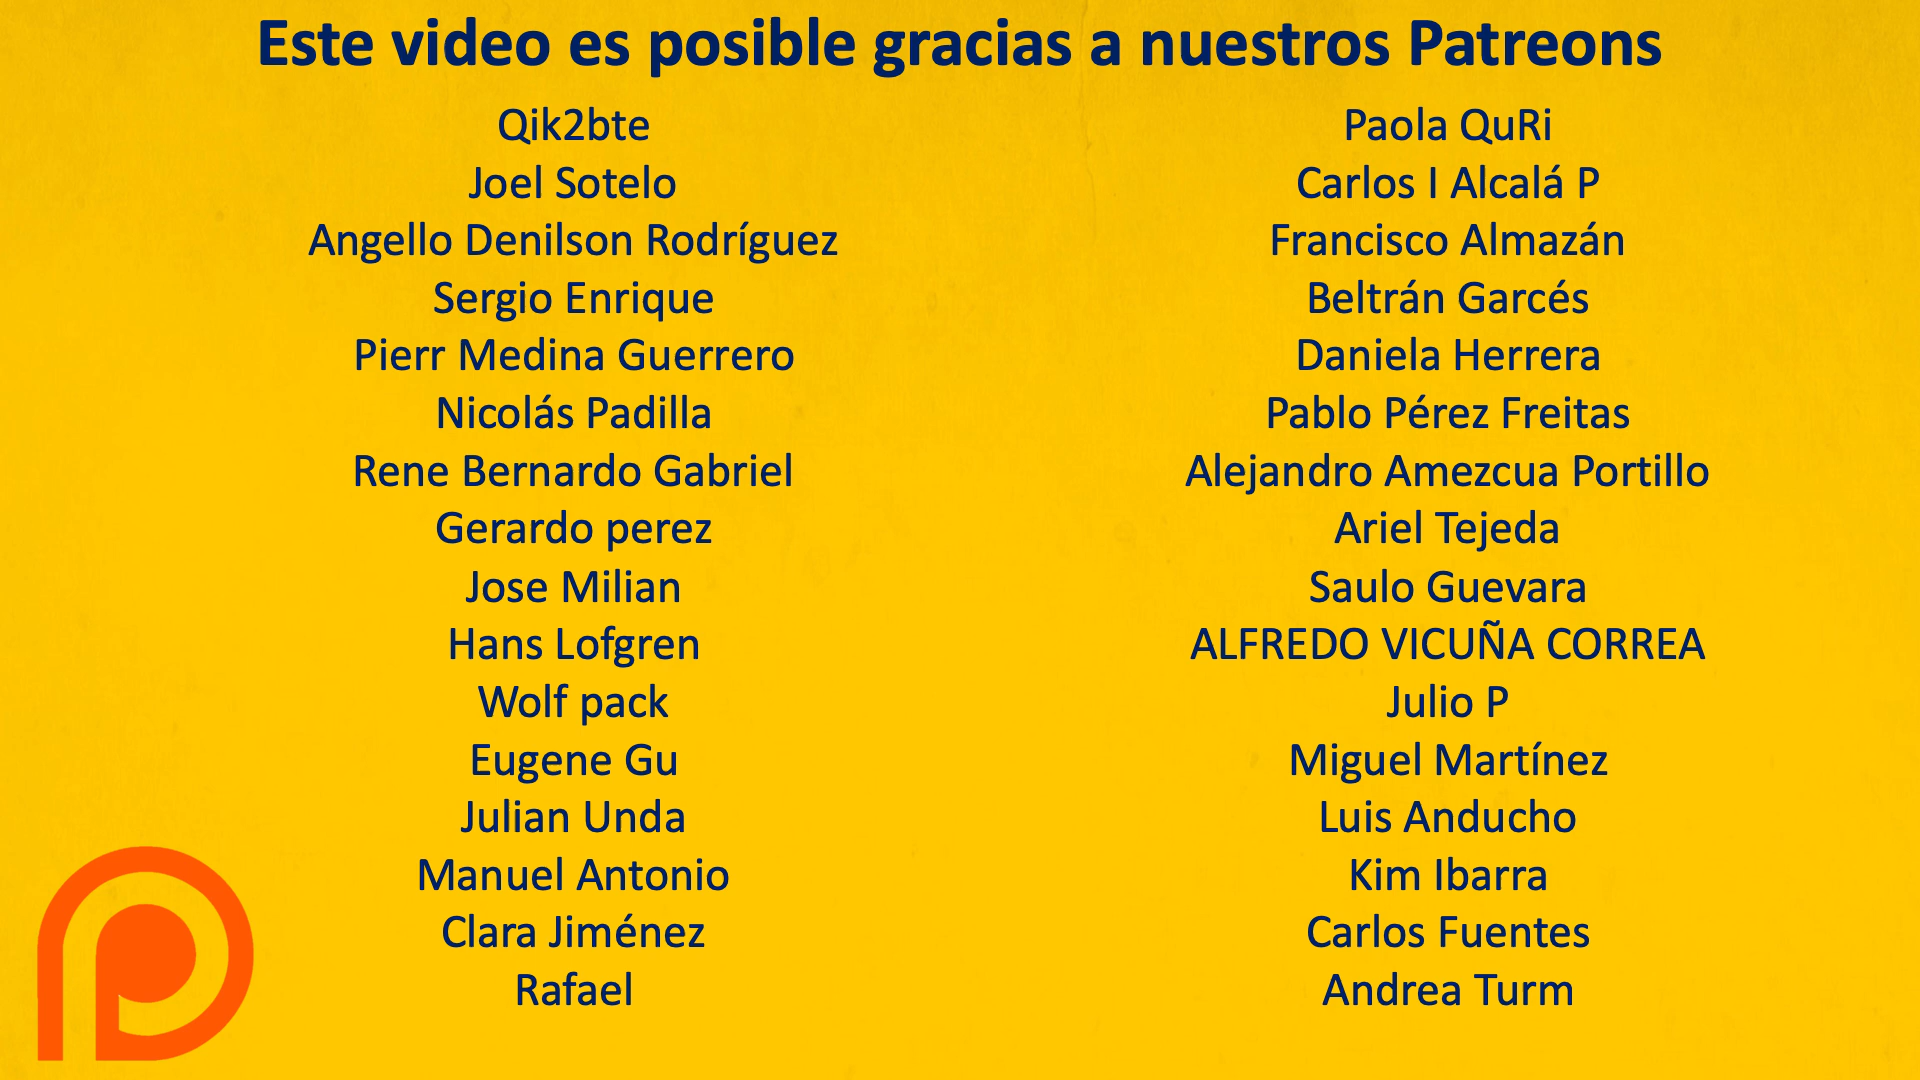 Este video es posible gracias a nuestros Patreons
Qik2bte
Joel Sotelo
Angello Denilson Rodríguez
Sergio Enrique
Pierr Medina Guerrero
Nicolás Padilla
Rene Bernardo Gabriel
Gerardo perez
Jose Milian
Hans Lofgren
Wolf pack
Eugene Gu
Julian Unda
Manuel Antonio
Clara Jiménez
Rafael
Paola QuRi
Carlos I Alcalá P
Francisco Almazán
Beltrán Garcés
Daniela Herrera
Pablo Pérez Freitas
Alejandro Amezcua Portillo
Ariel Tejeda
Saulo Guevara
ALFREDO VICUÑA CORREA
Julio P
Miguel Martínez
Luis Anducho
Kim Ibarra
Carlos Fuentes
Andrea Turm